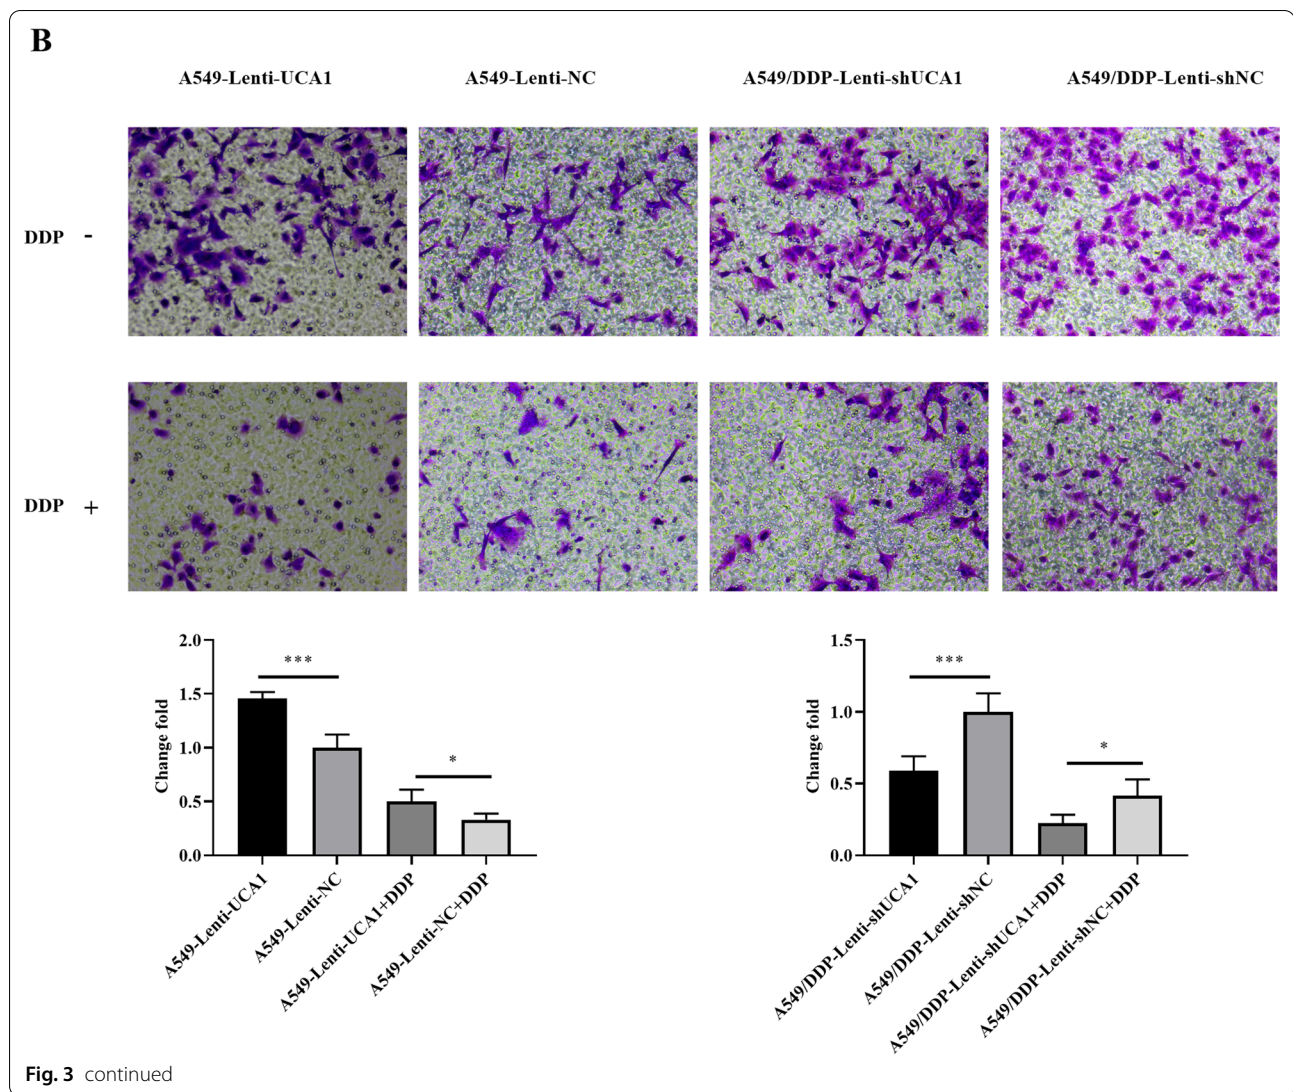 B
A549-Lenti-UCA1 A549-Lenti-NC A549/DDP-Lenti-shUCA1 A549/DDP-Lenti-shNC
DDP -
DDP +
2.0
1.5
1.0
0.5
0.0
Change fold
***
*
A549-Lenti-UCA1
A549-Lenti-NC
A549-Lenti-UCA1+DDP
A549-Lenti-NC+DDP
1.5
1.0
0.5
0.0
Change fold
***
*
A549/DDP-Lenti-shUCA1
A549/DDP-Lenti-shNC
A549/DDP-Lenti-shUCA1+DDP
A549/DDP-Lenti-shNC+DDP
Fig. 3 continued